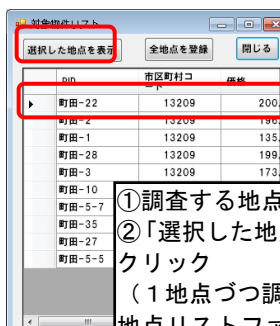 対象物件リスト
選択した地点を表示 全地点を登録 閉じる
PID 市区町村コード 価格
町田-22 13209 200,
町田-2 13209 196,
町田-1 13209 135,
町田-28 13209 199,
町田-3 13209 173,
町田-10
町田-5-7
町田-35
町田-27
町田-5-5
①調査する地点
②「選択した地
クリック
（１地点づつ調
地点リストファ